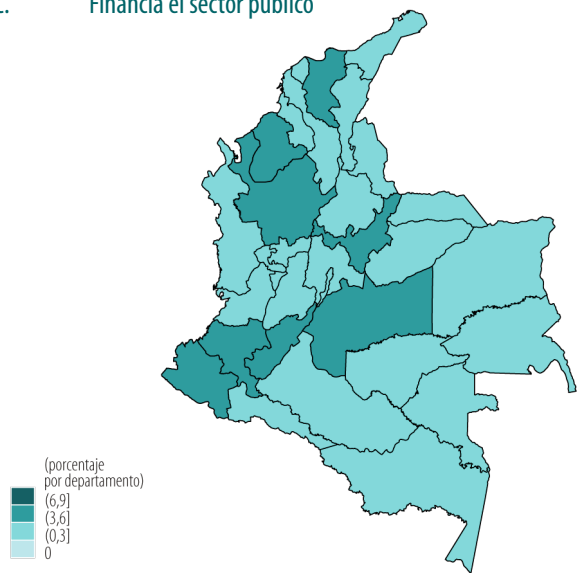 C. Financia el sector público
(porcentaje
por departamento)
(6,9]
(3,6]
(0,3]
0